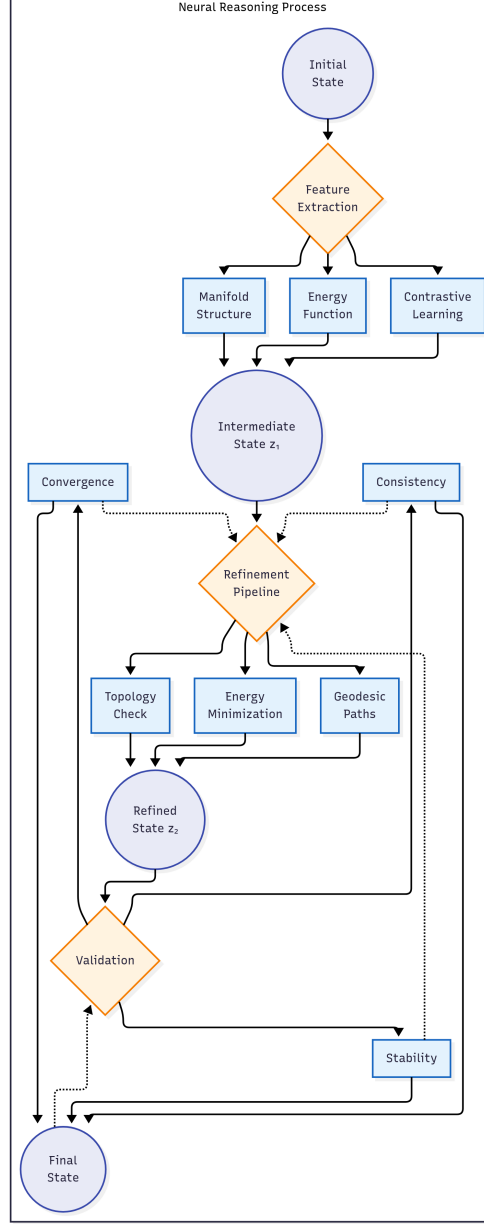 Neural Reasoning Process
Initial
State
Feature
Extraction
Manifold
Structure
Energy
Function
Contrastive
Learning
Intermediate
State z₁
Convergence
Consistency
Refinement
Pipeline
Topology
Check
Energy
Minimization
Geodesic
Paths
Refined
State z₂
Validation
Stability
Final
State